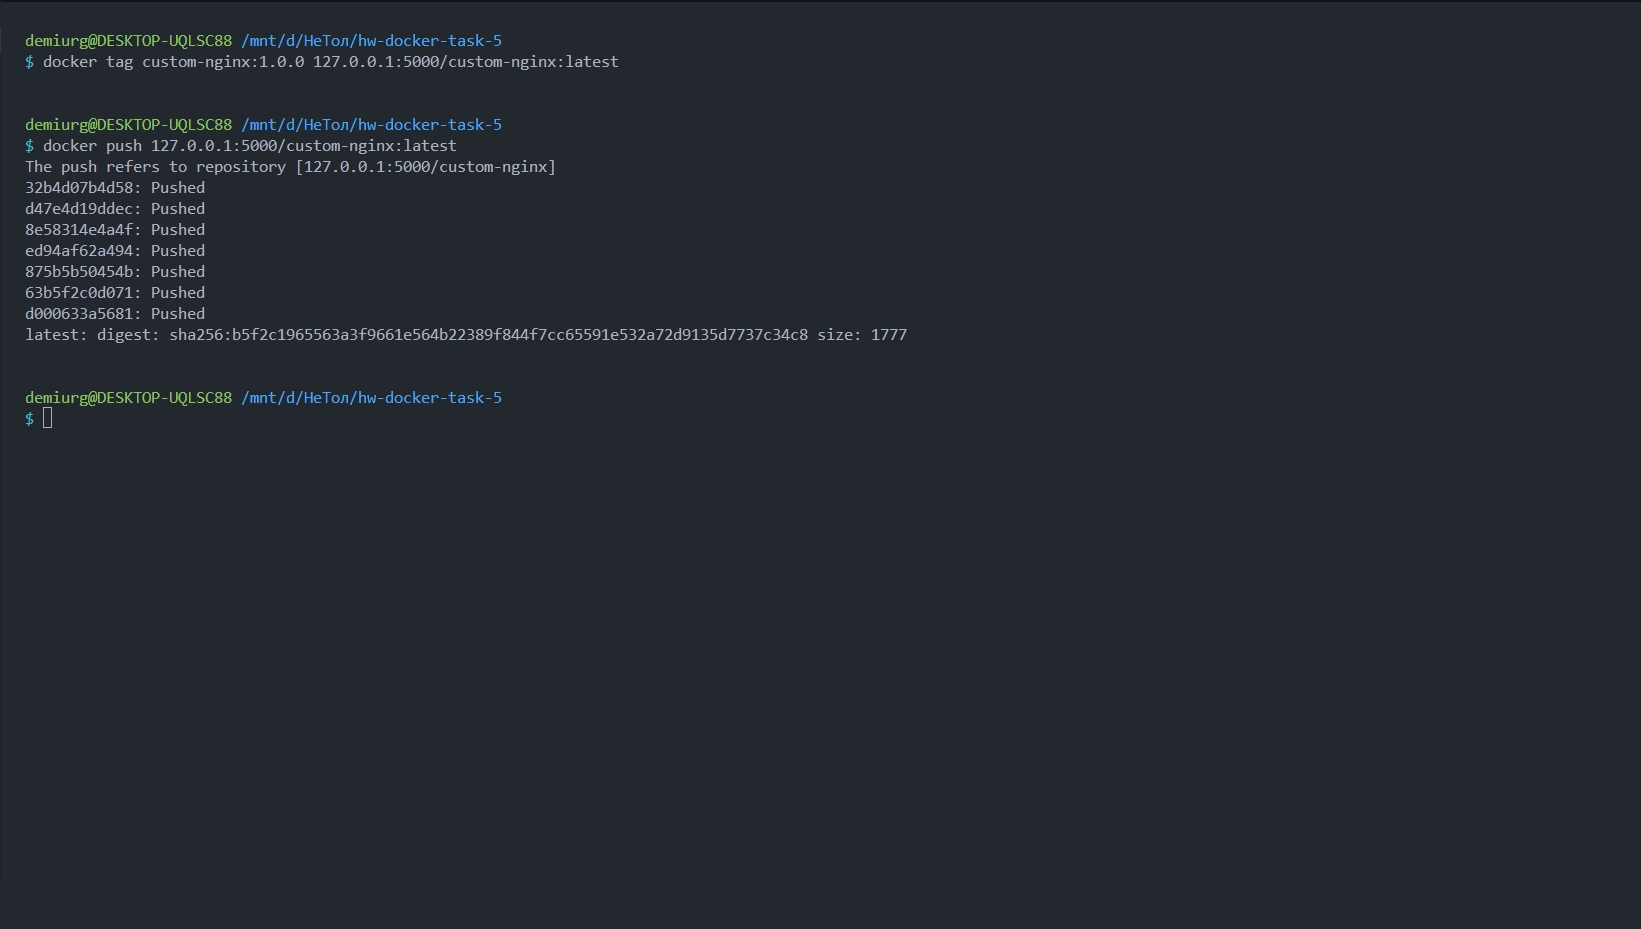 demiurg@DESKTOP-UQLSC88 /mnt/d/НеТол/hw-docker-task-5
$ docker tag custom-nginx:1.0.0 127.0.0.1:5000/custom-nginx:latest
demiurg@DESKTOP-UQLSC88 /mnt/d/НеТол/hw-docker-task-5
$ docker push 127.0.0.1:5000/custom-nginx:latest
The push refers to repository [127.0.0.1:5000/custom-nginx]
32b4d07b4d58: Pushed
d47e4d19ddec: Pushed
8e58314e4a4f: Pushed
ed94af62a494: Pushed
875b5b50454b: Pushed
63b5f2c0d071: Pushed
d000633a5681: Pushed
latest: digest: sha256:b5f2c1965563a3f9661e564b22389f844f7cc65591e532a72d9135d7737c34c8 size: 1777
demiurg@DESKTOP-UQLSC88 /mnt/d/НеТол/hw-docker-task-5
$